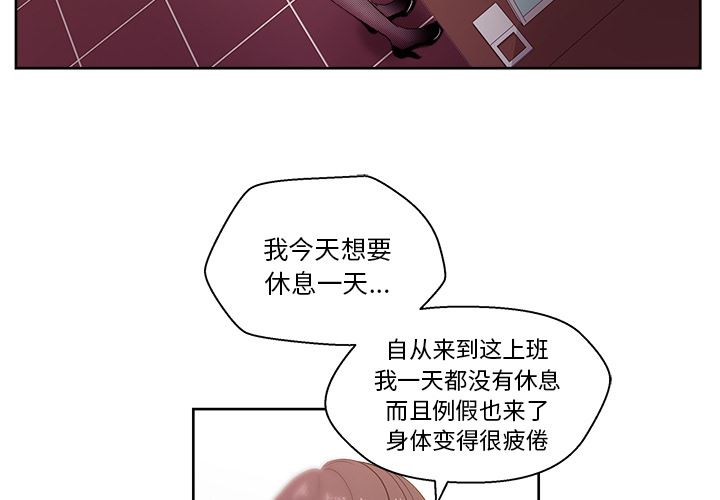 我今天想要
休息一天...
自从来到这上班
我一天都没有休息
而且例假也来了
身体变得很疲倦